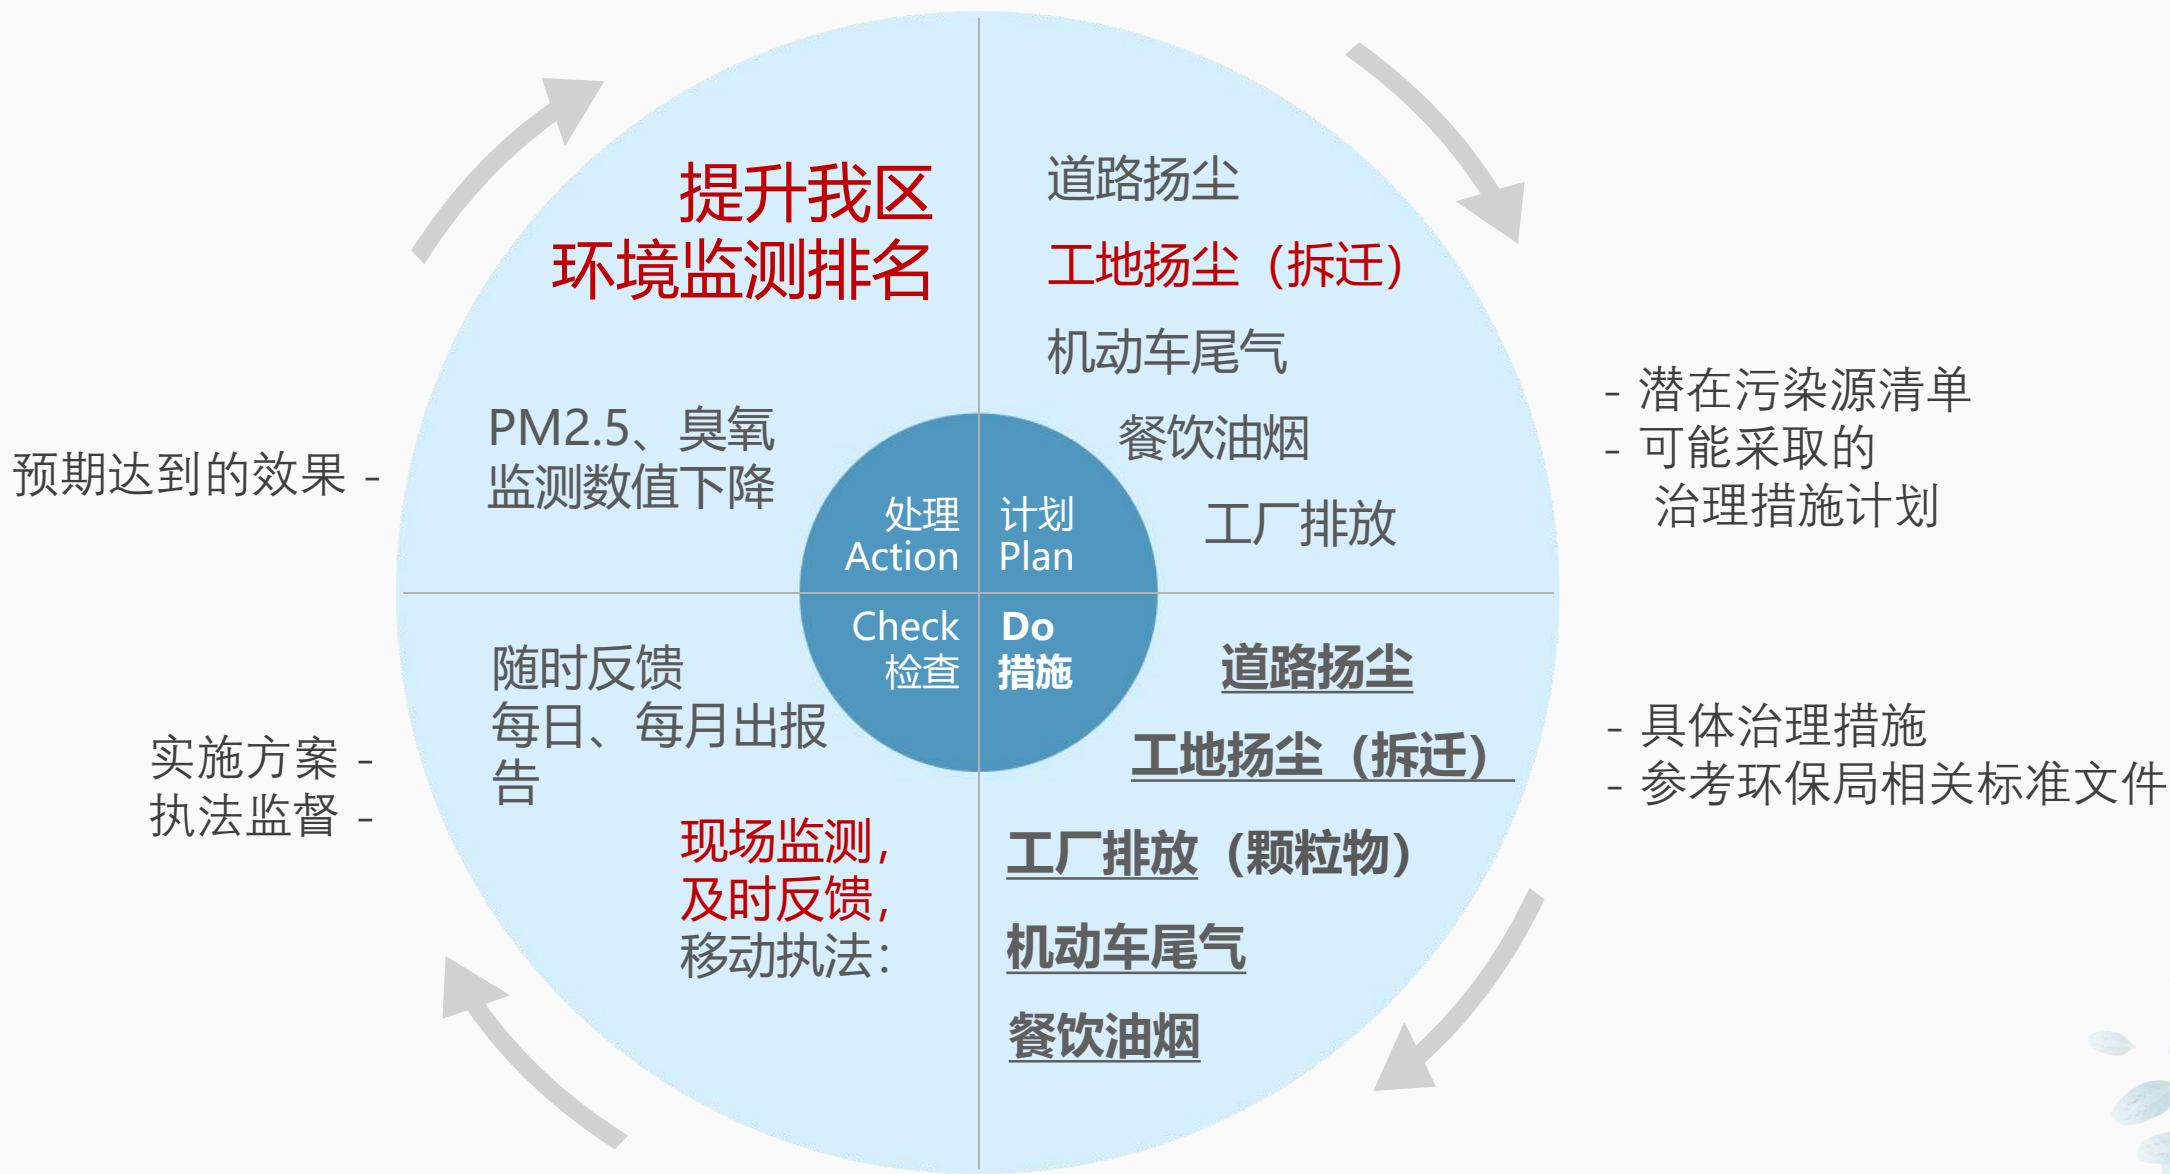 提升我区
环境监测排名
PM2.5、臭氧
监测数值下降
预期达到的效果 -
处理
Action
计划
Plan
道路扬尘
工地扬尘（拆迁）
机动车尾气
餐饮油烟
工厂排放
- 潜在污染源清单
- 可能采取的
治理措施计划
Check
检查
Do
措施
随时反馈
每日、每月出报
告
现场监测，
及时反馈，
移动执法：
实施方案 -
执法监督 -
道路扬尘
工地扬尘（拆迁）
工厂排放（颗粒物）
机动车尾气
餐饮油烟
- 具体治理措施
- 参考环保局相关标准文件